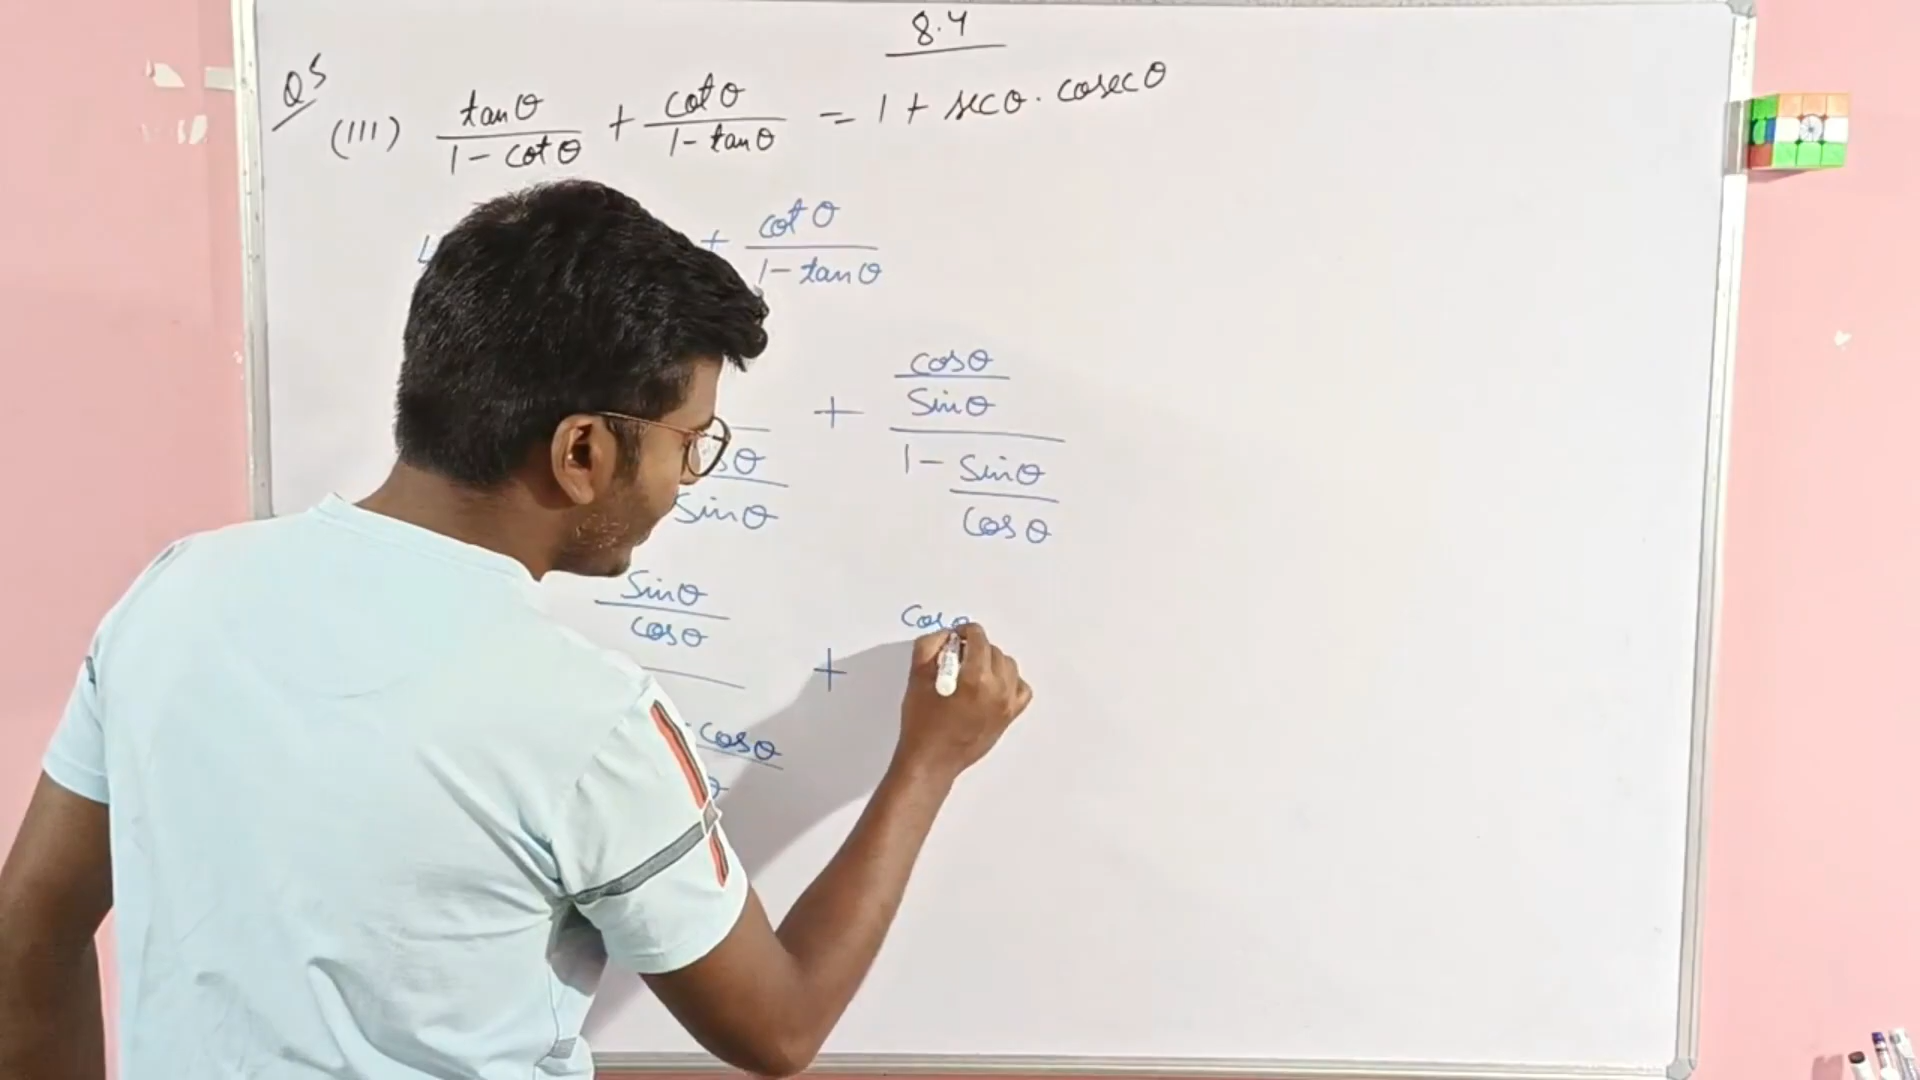 8.4
Q5
(III) tanθ / 1 - cotθ + cotθ / 1 - tanθ = 1 + secθ . cosecθ
+ cotθ / 1 - tanθ
+ cosθ / sinθ
sθ 1 - sinθ
sinθ cosθ
sinθ / cosθ + cosθ
. cosθ